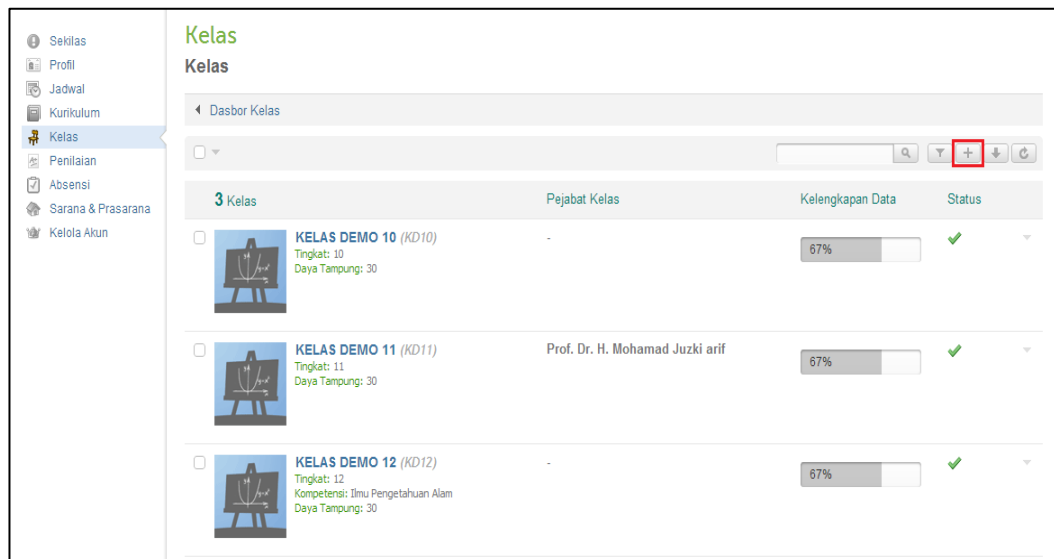 Sekilas
Profil
Jadwal
Kurikulum
Kelas
Penilaian
Absensi
Sarana & Prasarana
Kelola Akun
Kelas
Kelas
Dasbor Kelas
3 Kelas Pejabat Kelas Kelengkapan Data Status
KELAS DEMO 10 (KD10) - 67%
Tingkat: 10
Daya Tampung: 30
KELAS DEMO 11 (KD11) Prof. Dr. H. Mohamad Juzki arif 67%
Tingkat: 11
Daya Tampung: 30
KELAS DEMO 12 (KD12) - 67%
Tingkat: 12
Kompetensi: Ilmu Pengetahuan Alam
Daya Tampung: 30